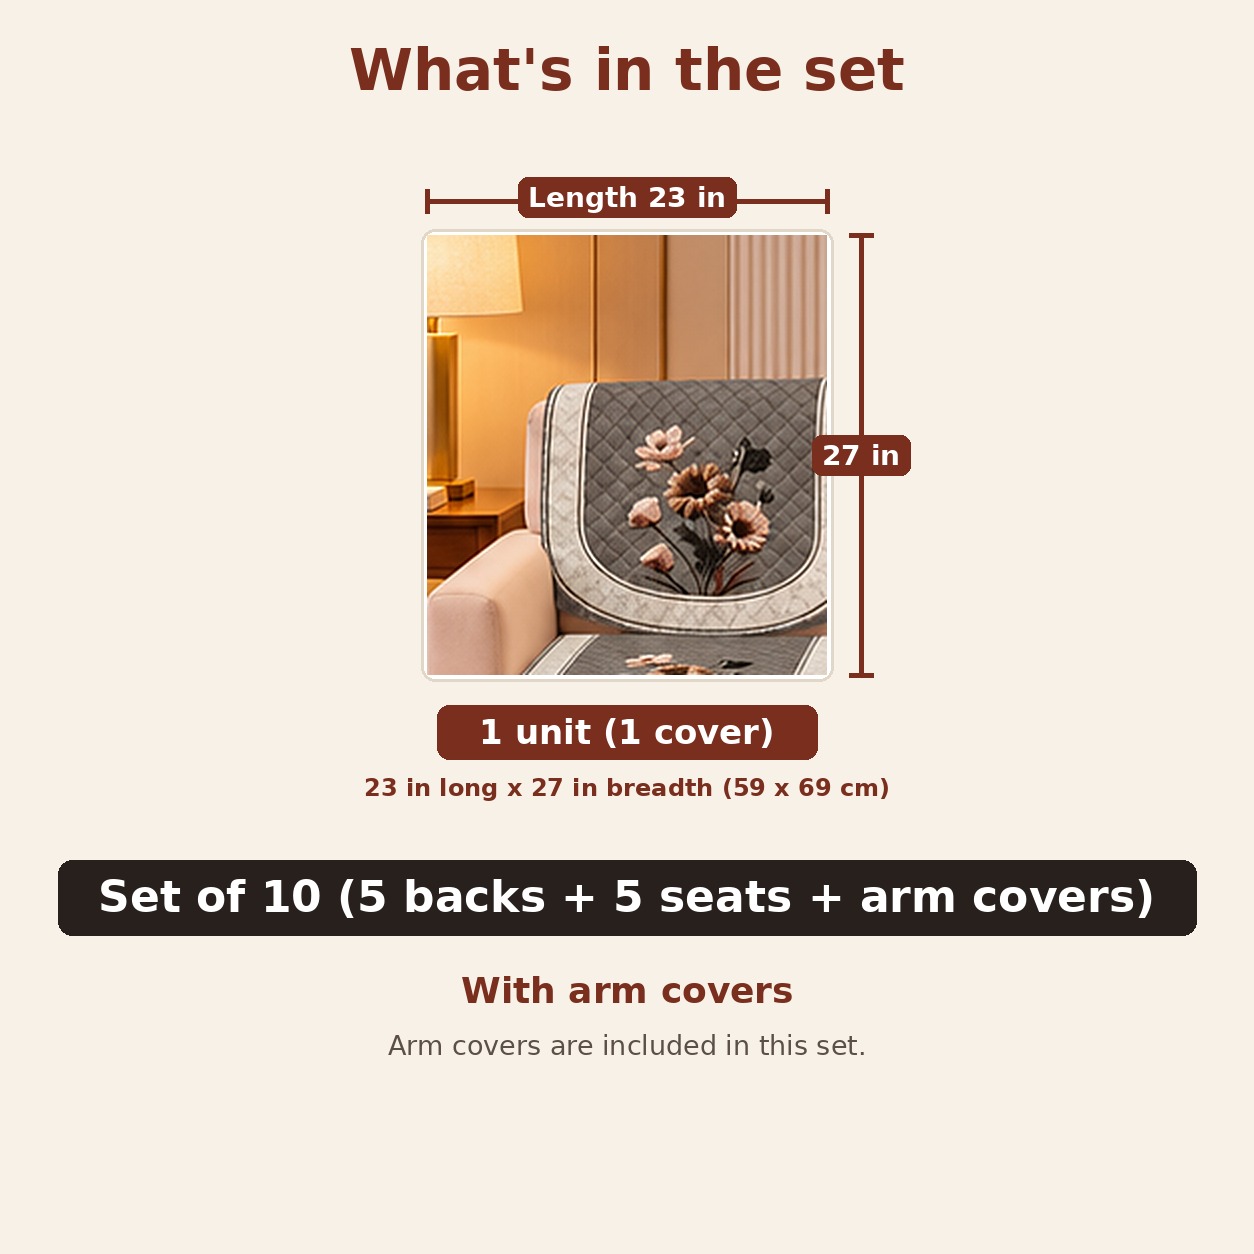 What's in the set
Length 23 in
27 in
1 unit (1 cover)
23 in long x 27 in breadth (59 x 69 cm)
Set of 10 (5 backs + 5 seats + arm covers)
With arm covers
Arm covers are included in this set.